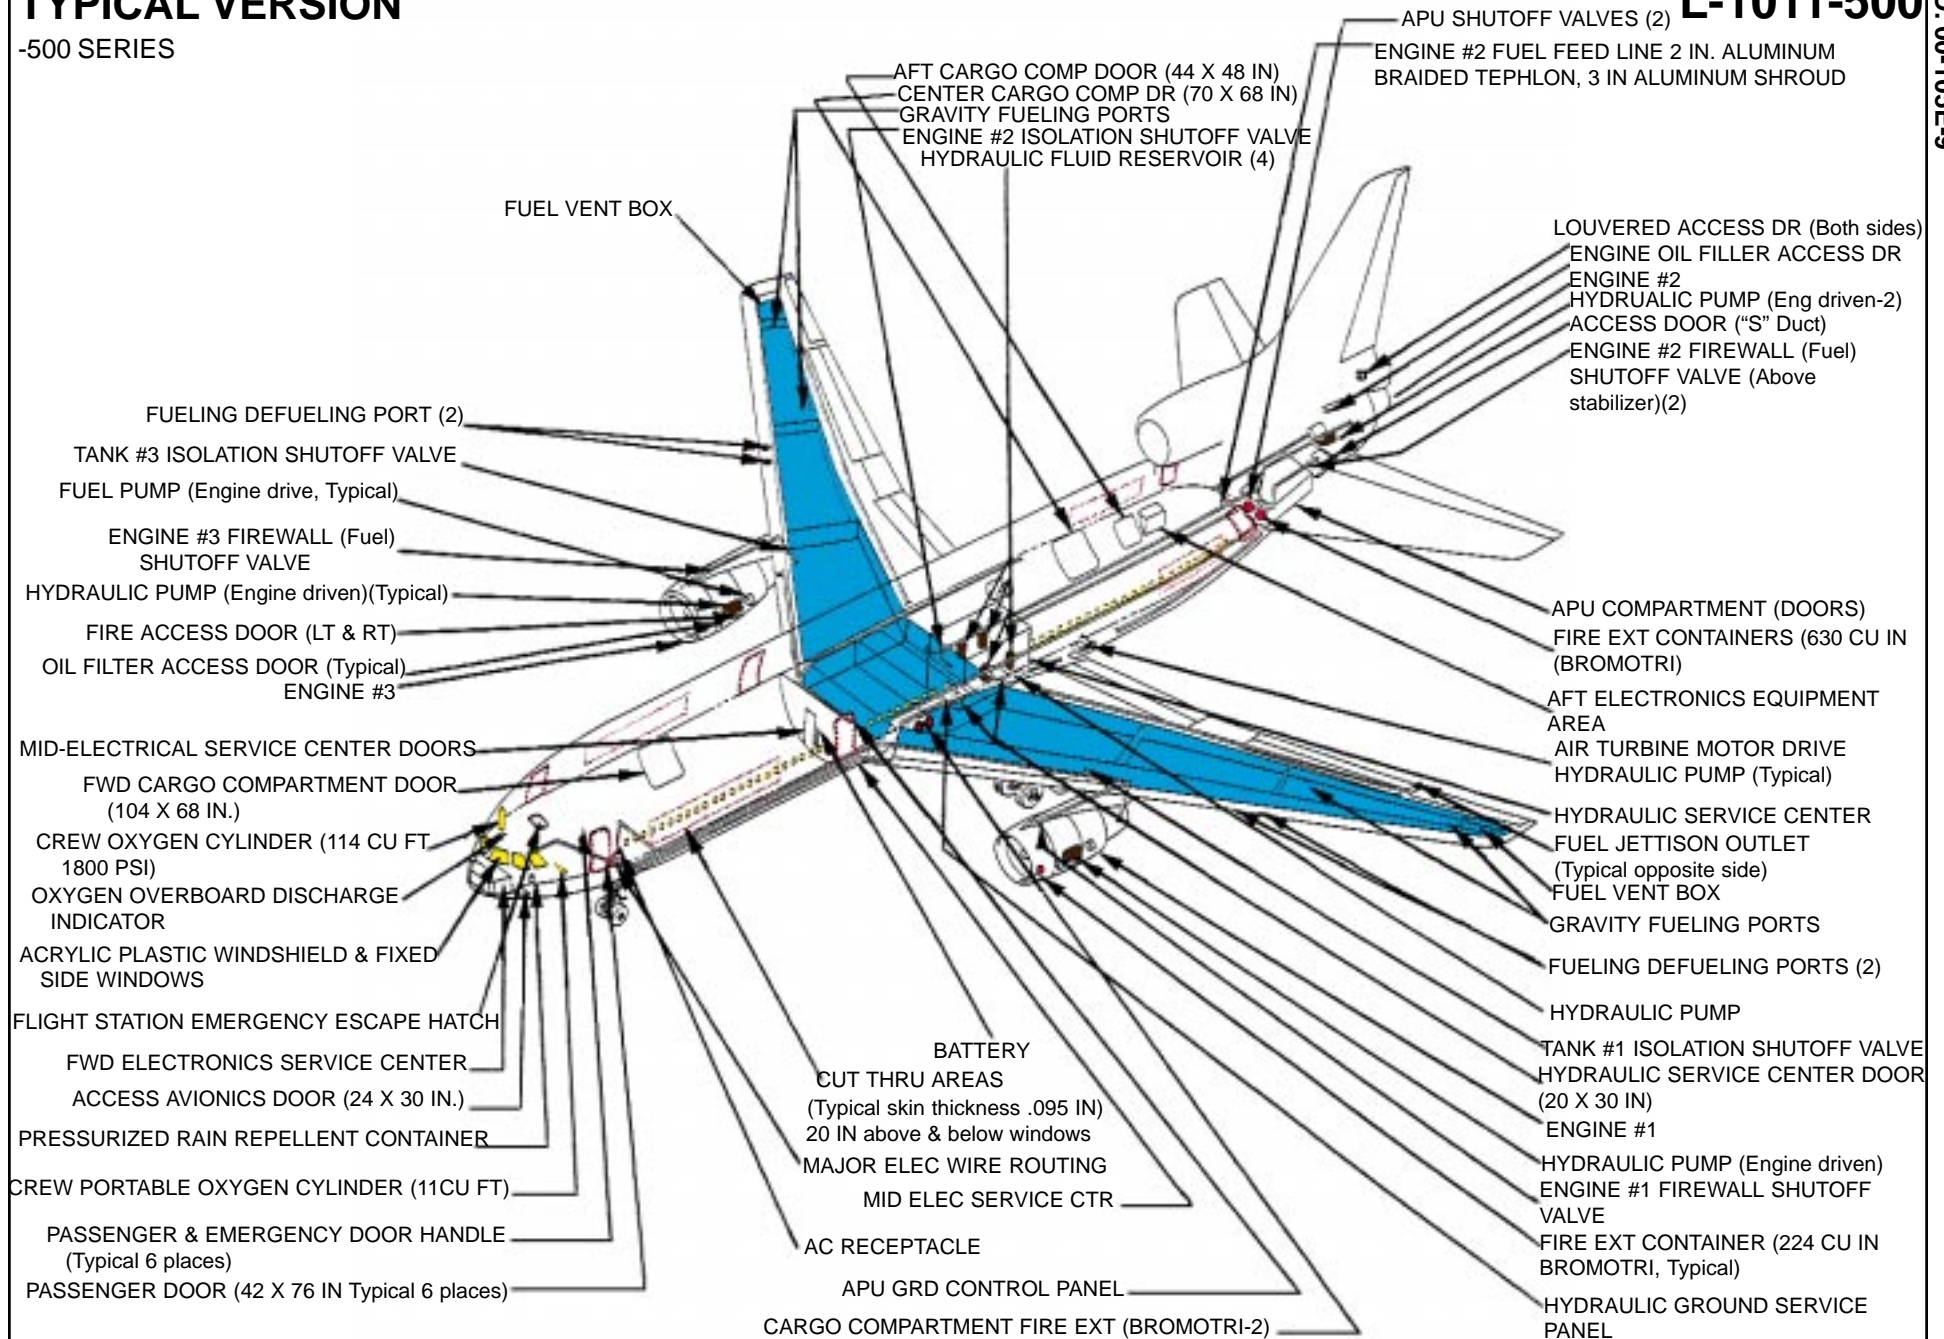 TYPICAL VERSION
L-1011-500
-500 SERIES
APU SHUTOFF VALVES (2)
ENGINE #2 FUEL FEED LINE 2 IN. ALUMINUM
BRAIDED TEPHLON, 3 IN ALUMINUM SHROUD
AFT CARGO COMP DOOR (44 X 48 IN)
CENTER CARGO COMP DR (70 X 68 IN)
GRAVITY FUELING PORTS
ENGINE #2 ISOLATION SHUTOFF VALVE
HYDRAULIC FLUID RESERVOIR (4)
FUEL VENT BOX
LOUVERED ACCESS DR (Both sides)
ENGINE OIL FILLER ACCESS DR
ENGINE #2
HYDRUALIC PUMP (Eng driven-2)
ACCESS DOOR (“S” Duct)
ENGINE #2 FIREWALL (Fuel)
SHUTOFF VALVE (Above
stabilizer)(2)
FUELING DEFUELING PORT (2)
TANK #3 ISOLATION SHUTOFF VALVE
FUEL PUMP (Engine drive, Typical)
ENGINE #3 FIREWALL (Fuel)
SHUTOFF VALVE
HYDRAULIC PUMP (Engine driven)(Typical)
FIRE ACCESS DOOR (LT & RT)
OIL FILTER ACCESS DOOR (Typical)
ENGINE #3
MID-ELECTRICAL SERVICE CENTER DOORS
FWD CARGO COMPARTMENT DOOR
(104 X 68 IN.)
CREW OXYGEN CYLINDER (114 CU FT
1800 PSI)
OXYGEN OVERBOARD DISCHARGE
INDICATOR
ACRYLIC PLASTIC WINDSHIELD & FIXED
SIDE WINDOWS
FLIGHT STATION EMERGENCY ESCAPE HATCH
FWD ELECTRONICS SERVICE CENTER
ACCESS AVIONICS DOOR (24 X 30 IN.)
PRESSURIZED RAIN REPELLENT CONTAINER
CREW PORTABLE OXYGEN CYLINDER (11CU FT)
PASSENGER & EMERGENCY DOOR HANDLE
(Typical 6 places)
PASSENGER DOOR (42 X 76 IN Typical 6 places)
BATTERY
CUT THRU AREAS
(Typical skin thickness .095 IN)
20 IN above & below windows
MAJOR ELEC WIRE ROUTING
MID ELEC SERVICE CTR
AC RECEPTACLE
APU GRD CONTROL PANEL
CARGO COMPARTMENT FIRE EXT (BROMOTRI-2)
APU COMPARTMENT (DOORS)
FIRE EXT CONTAINERS (630 CU IN
(BROMOTRI)
AFT ELECTRONICS EQUIPMENT
AREA
AIR TURBINE MOTOR DRIVE
HYDRAULIC PUMP (Typical)
HYDRAULIC SERVICE CENTER
FUEL JETTISON OUTLET
(Typical opposite side)
FUEL VENT BOX
GRAVITY FUELING PORTS
FUELING DEFUELING PORTS (2)
HYDRAULIC PUMP
TANK #1 ISOLATION SHUTOFF VALVE
HYDRAULIC SERVICE CENTER DOOR
(20 X 30 IN)
ENGINE #1
HYDRAULIC PUMP (Engine driven)
ENGINE #1 FIREWALL SHUTOFF
VALVE
FIRE EXT CONTAINER (224 CU IN
BROMOTRI, Typical)
HYDRAULIC GROUND SERVICE
PANEL